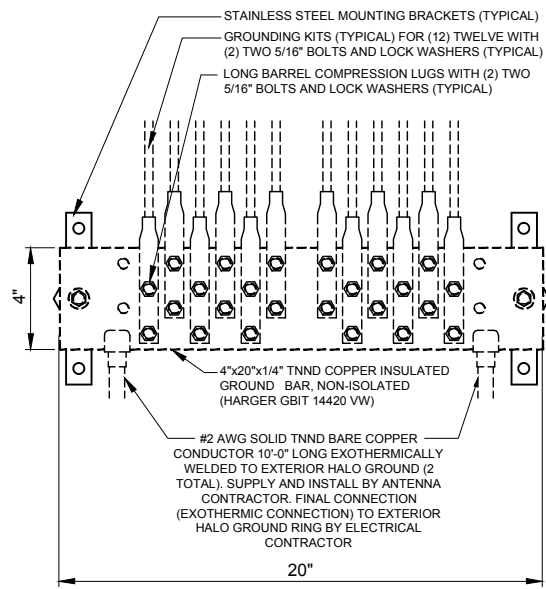 STAINLESS STEEL MOUNTING BRACKETS (TYPICAL)
GROUNDING KITS (TYPICAL) FOR (12) TWELVE WITH
(2) TWO 5/16" BOLTS AND LOCK WASHERS (TYPICAL)
LONG BARREL COMPRESSION LUGS WITH (2) TWO
5/16" BOLTS AND LOCK WASHERS (TYPICAL)
4"
4"x20"x1/4" TNND COPPER INSULATED
GROUND BAR, NON-ISOLATED
(HARGER GBIT 14420 VW)
#2 AWG SOLID TNND BARE COPPER
CONDUCTOR 10'-0" LONG EXOTHERMICALLY
WELDED TO EXTERIOR HALO GROUND (2
TOTAL). SUPPLY AND INSTALL BY ANTENNA
CONTRACTOR. FINAL CONNECTION
(EXOTHERMIC CONNECTION) TO EXTERIOR
HALO GROUND RING BY ELECTRICAL
CONTRACTOR
20"